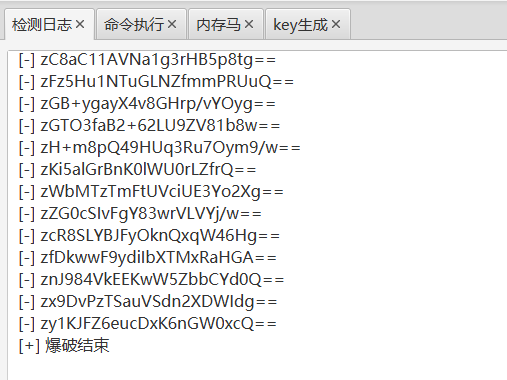 检测日志 命令执行 内存马 key生成
[-] zC8aC11AVNa1g3rHB5p8tg==
[-] zFz5Hu1NTuGLNZfmmPRUuQ==
[-] zGB+ygayX4v8GHrp/vYOyg==
[-] zGTO3faB2+62LU9ZV81b8w==
[-] zH+m8pQ49HUq3Ru7Oym9/w==
[-] zKi5alGrBnK0lWU0rLZfrQ==
[-] zWbMTzTmFtUVciUE3Yo2Xg==
[-] zZG0cSIvFgY83wrVLVYj/w==
[-] zcR8SLYBJFyOknQxqW46Hg==
[-] zfDkwwF9ydiIbXTMxRaHGA==
[-] znJ984VkEEKwW5ZbbCYd0Q==
[-] zx9DvPzTSauVSdn2XDWIdg==
[-] zy1KJFZ6eucDxK6nGW0xcQ==
[+] 爆破结束